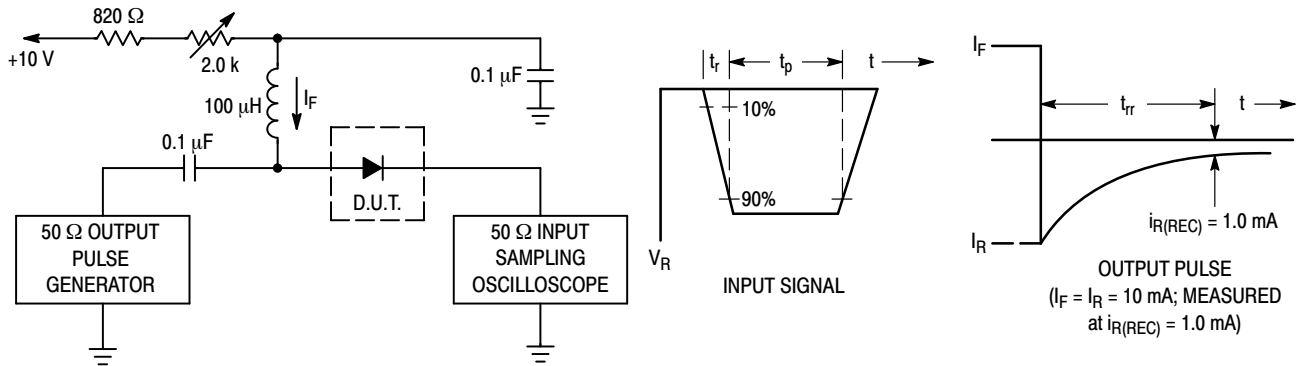 820 Ω
+10 V
2.0 k
100 µH
I_F
0.1 µF
0.1 µF
D.U.T.
50 Ω OUTPUT
PULSE
GENERATOR
50 Ω INPUT
SAMPLING
OSCILLOSCOPE
t_r
t_p
t
10%
90%
V_R
INPUT SIGNAL
I_F
t_rr
t
I_R
i_R(REC) = 1.0 mA
OUTPUT PULSE
(I_F = I_R = 10 mA; MEASURED
at i_R(REC) = 1.0 mA)